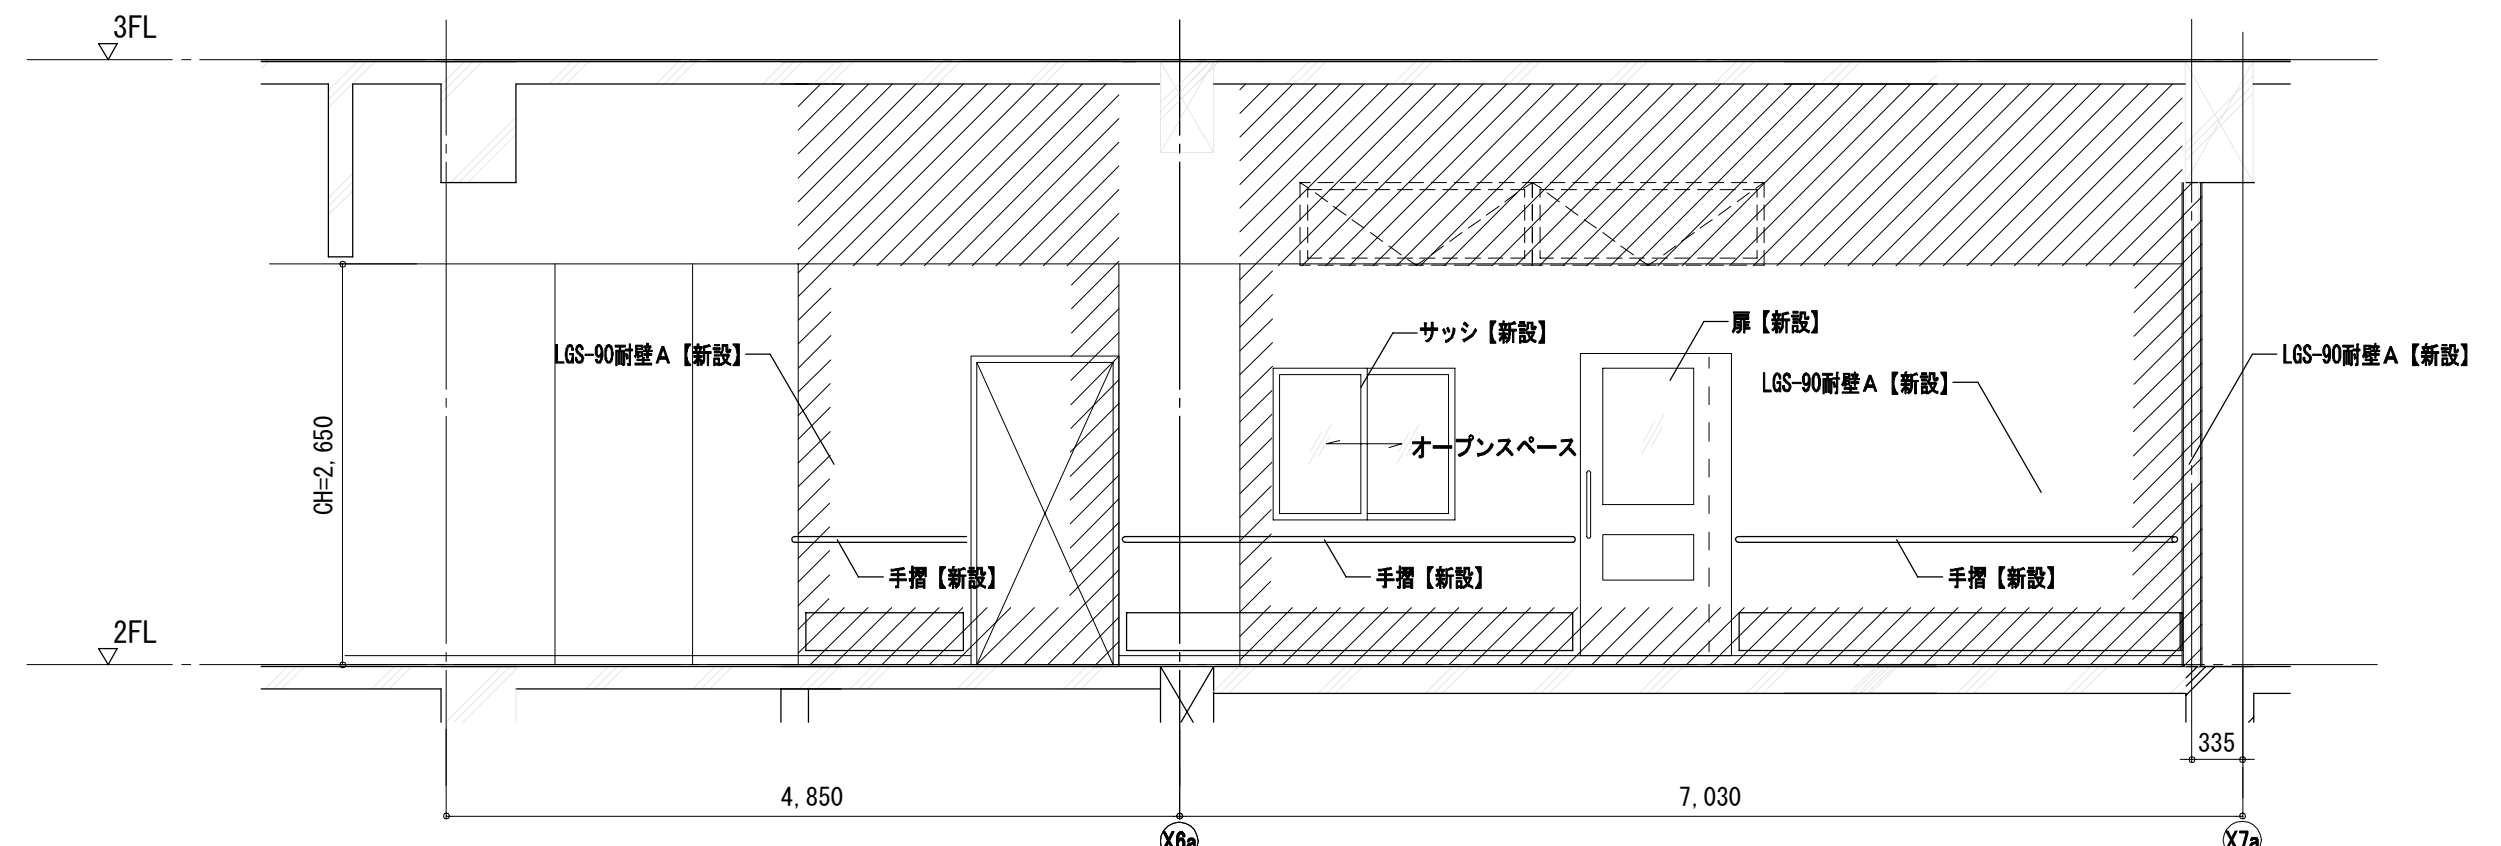 3FL
サッシ【新設】
扉【新設】
LGS-90耐壁A【新設】
LGS-90耐壁A【新設】
LGS-90耐壁A【新設】
CH=2,650
オープンスペース
手摺【新設】
手摺【新設】
手摺【新設】
2FL
335
4,850
7,030
X6a
X7a